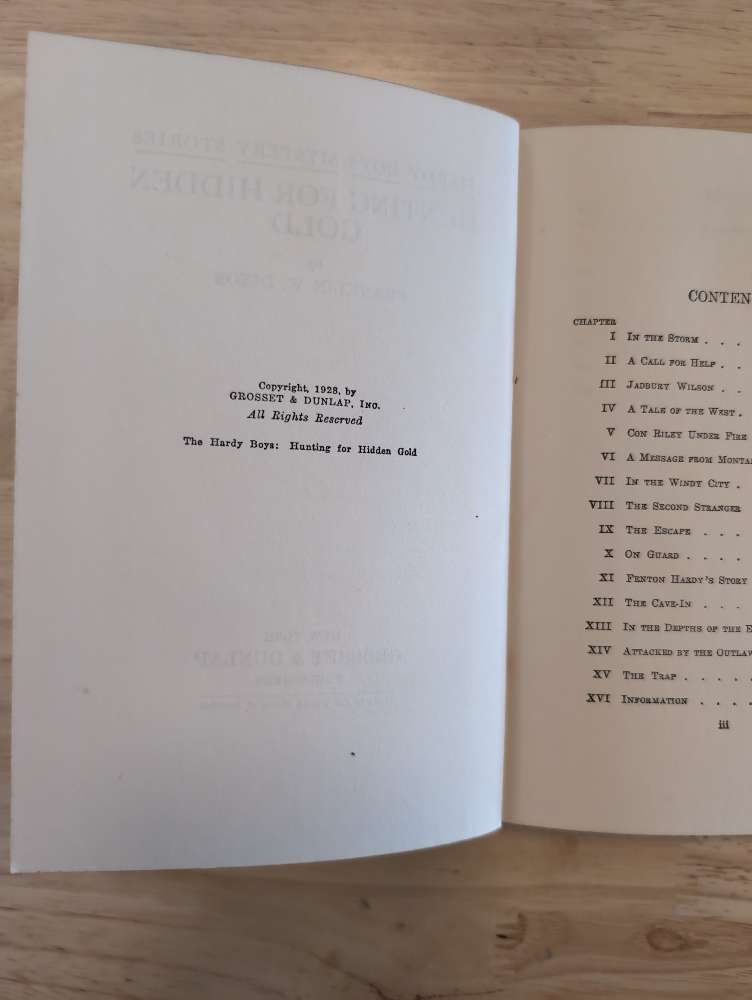 Copyright, 1928, by
GROSSET & DUNLAP, INC.
All Rights Reserved
The Hardy Boys: Hunting for Hidden Gold
CONTEN
CHAPTER
I IN THE STORM . . .
II A CALL FOR HELP . .
III JADBURY WILSON . .
IV A TALE OF THE WEST .
V CON RILEY UNDER FIRE
VI A MESSAGE FROM MONTAN
VII IN THE WINDY CITY .
VIII THE SECOND STRANGER
IX THE ESCAPE . . .
X ON GUARD . . . .
XI FENTON HARDY'S STORY
XII THE CAVE-IN . . .
XIII IN THE DEPTHS OF THE E
XIV ATTACKED BY THE OUTLAW
XV THE TRAP . . . . .
XVI INFORMATION . . . .
iii